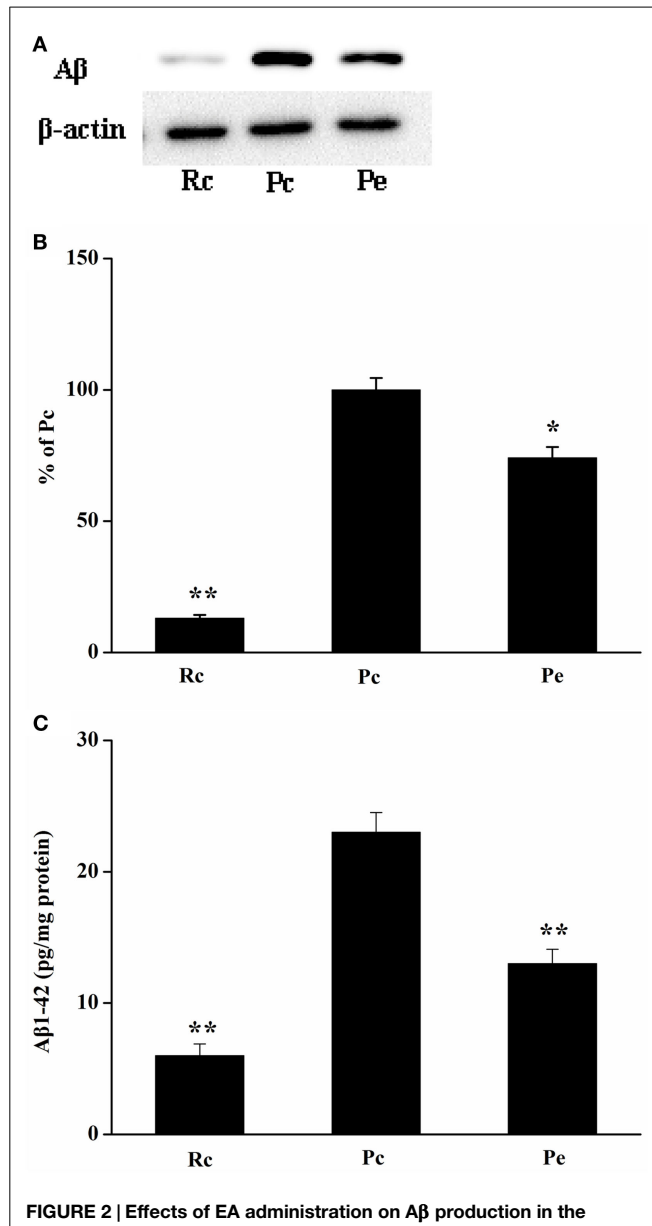 A
Aβ
β-actin
Rc Pc Pe
B
150
100
50
0
% of Pc
**
*
Rc Pc Pe
C
30
20
10
0
Aβ1-42 (pg/mg protein)
**
**
Rc Pc Pe
FIGURE 2 | Effects of EA administration on Aβ production in the